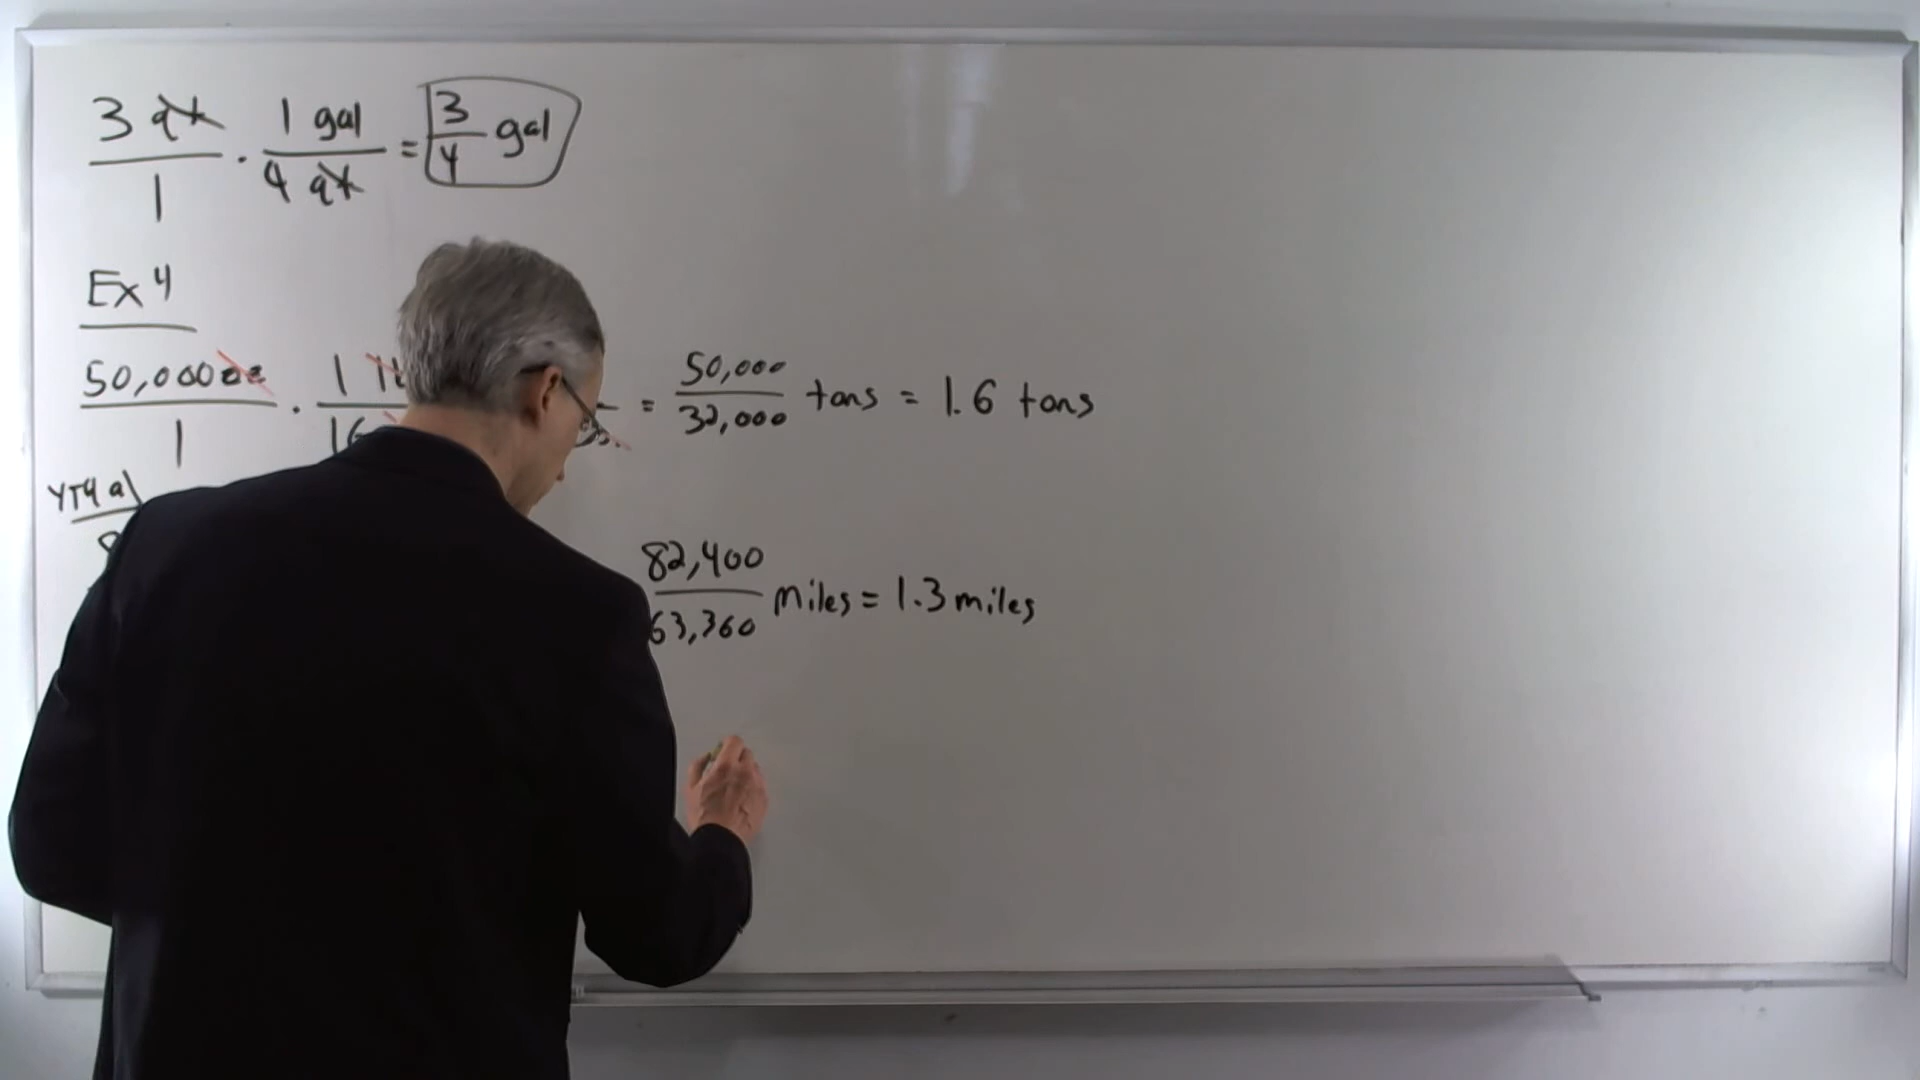 3 qt / 1 · 1 gal / 4 qt = 3/4 gal
Ex 4
50,000 oz / 1 · 1 / 16 = 50,000 / 32,000 tons = 1.6 tons
82,400 / 63,360 miles = 1.3 miles